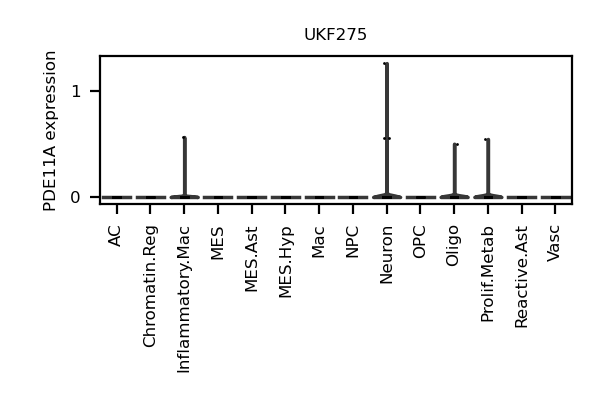 UKF275
PDE11A expression
1
0
AC
Chromatin.Reg
Inflammatory.Mac
MES
MES.Ast
MES.Hyp
Mac
NPC
Neuron
OPC
Oligo
Prolif.Metab
Reactive.Ast
Vasc